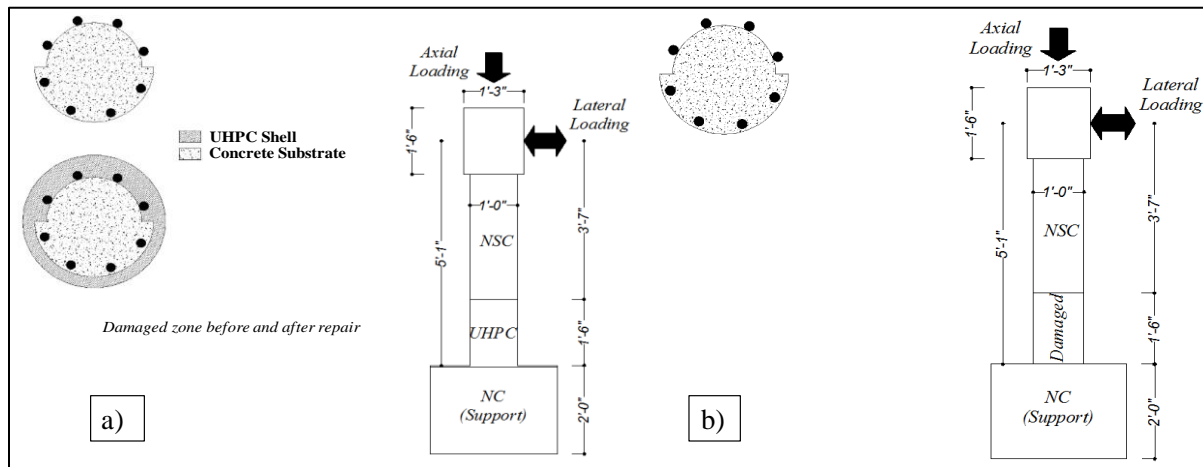 UHPC Shell
Concrete Substrate
Damaged zone before and after repair
a)
Axial
Loading
1'-3"
Lateral
Loading
1'-6"
1'-0"
NSC
5'-1"
3'-7"
UHPC
1'-6"
NC
(Support)
2'-0"
b)
Axial
Loading
1'-3"
Lateral
Loading
1'-6"
1'-0"
NSC
5'-1"
3'-7"
Damaged
1'-6"
NC
(Support)
2'-0"